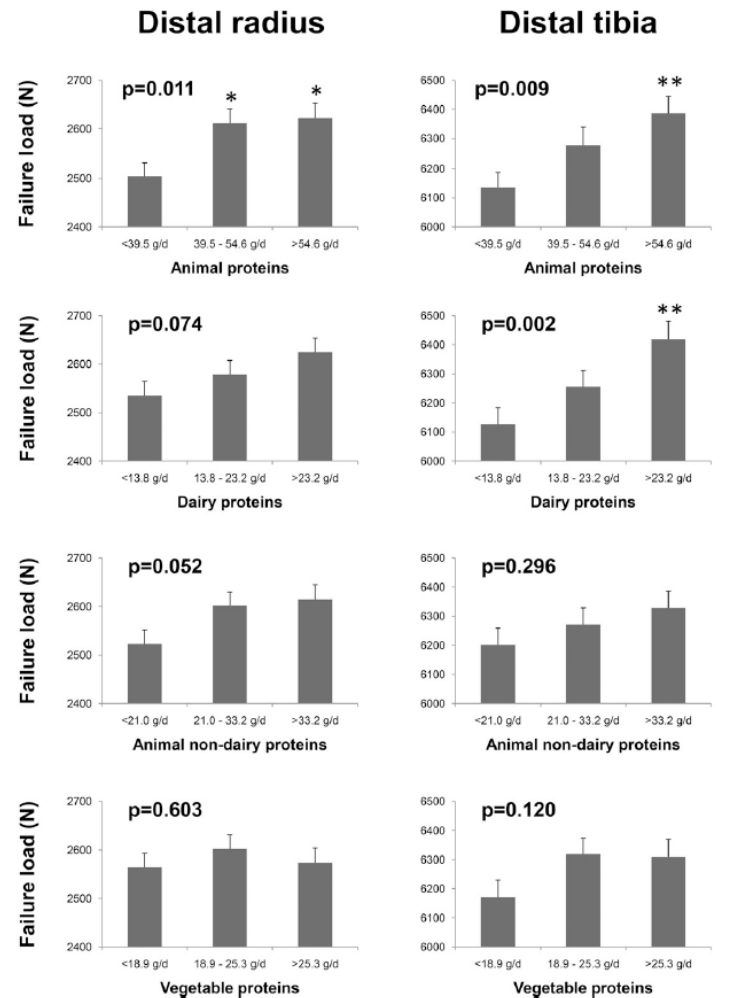 Distal radius
Distal tibia
Failure load (N)
2700
2600
2500
2400
p=0.011
*
*
<39.5 g/d
39.5 - 54.6 g/d
>54.6 g/d
Animal proteins
6500
6400
6300
6200
6100
6000
p=0.009
**
<39.5 g/d
39.5 - 54.6 g/d
>54.6 g/d
Animal proteins
Failure load (N)
2700
2600
2500
2400
p=0.074
<13.8 g/d
13.8 - 23.2 g/d
>23.2 g/d
Dairy proteins
6500
6400
6300
6200
6100
6000
p=0.002
**
<13.8 g/d
13.8 - 23.2 g/d
>23.2 g/d
Dairy proteins
Failure load (N)
2700
2600
2500
2400
p=0.052
<21.0 g/d
21.0 - 33.2 g/d
>33.2 g/d
Animal non-dairy proteins
6500
6400
6300
6200
6100
6000
p=0.296
<21.0 g/d
21.0 - 33.2 g/d
>33.2 g/d
Animal non-dairy proteins
Failure load (N)
2700
2600
2500
2400
p=0.603
<18.9 g/d
18.9 - 25.3 g/d
>25.3 g/d
Vegetable proteins
6500
6400
6300
6200
6100
6000
p=0.120
<18.9 g/d
18.9 - 25.3 g/d
>25.3 g/d
Vegetable proteins